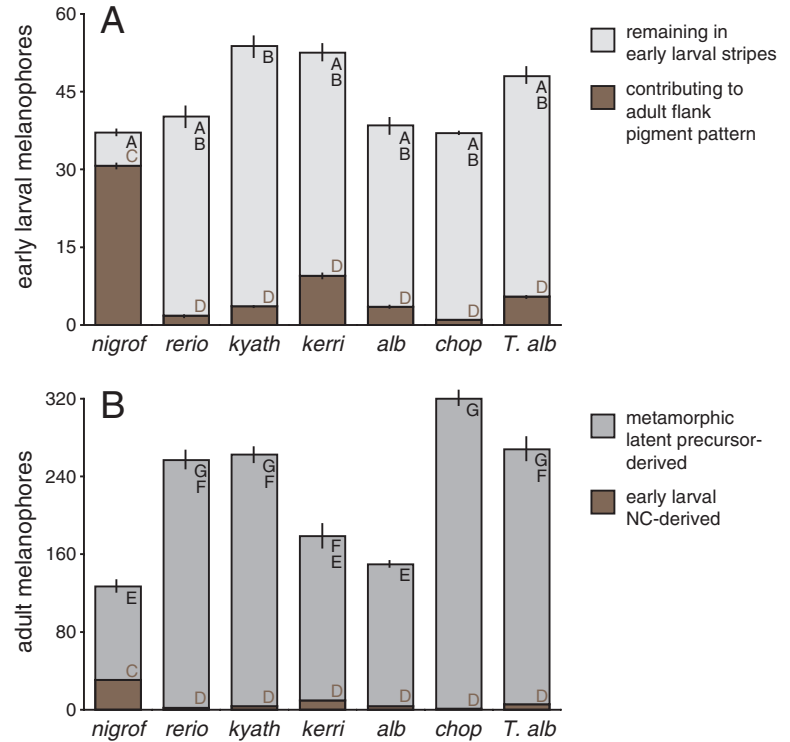 A
early larval melanophores
60
45
30
15
0
A
C
D
A
B
D
B
D
A
B
D
A
B
D
A
B
D
A
B
nigrof rerio kyath kerri alb chop T. alb
remaining in
early larval stripes
contributing to
adult flank
pigment pattern
B
adult melanophores
320
240
160
80
0
E
C
G
F
D
G
F
D
F
E
D
E
D
G
D
G
F
D
nigrof rerio kyath kerri alb chop T. alb
metamorphic
latent precursor-
derived
early larval
NC-derived